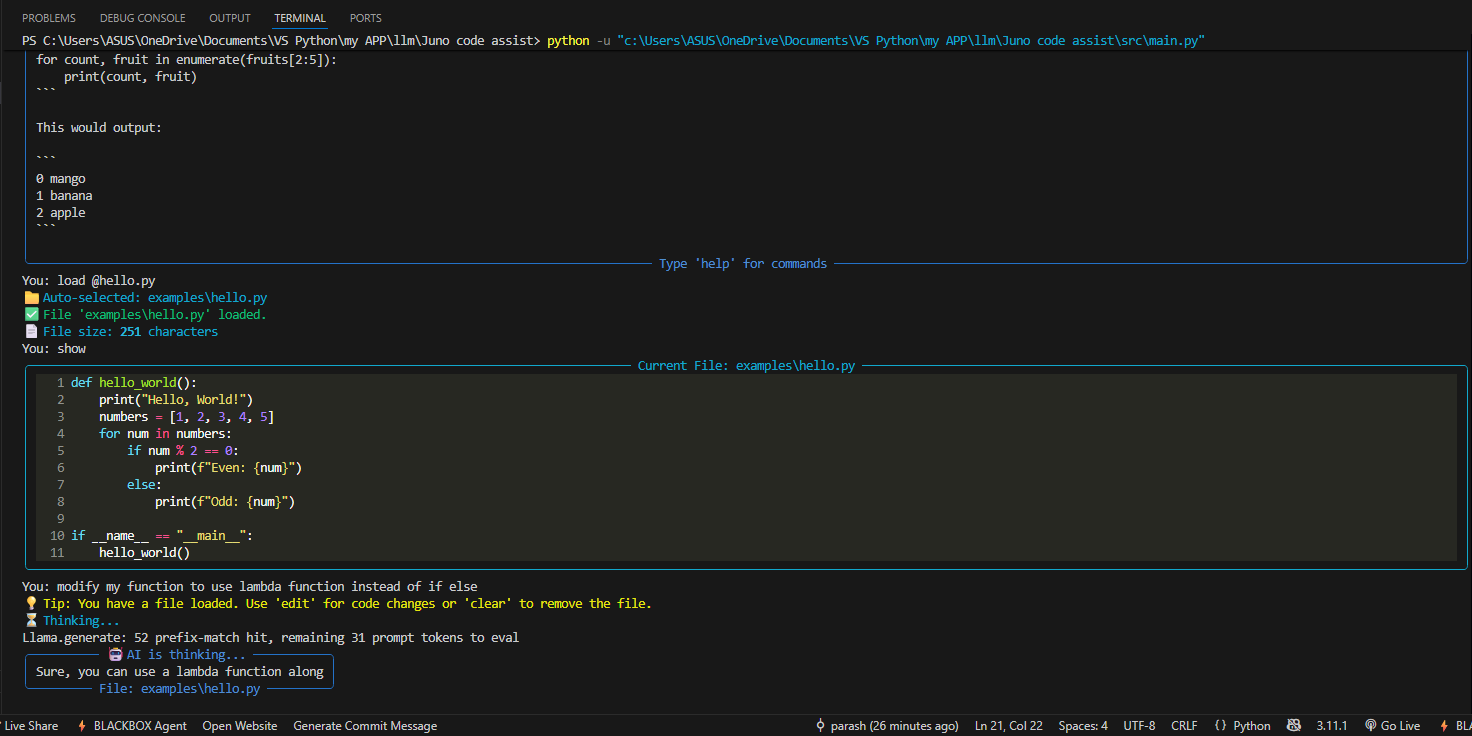 PROBLEMS DEBUG CONSOLE OUTPUT TERMINAL PORTS
PS C:\Users\ASUS\OneDrive\Documents\VS Python\my APP\llm\Juno code assist> python -u "c:\Users\ASUS\OneDrive\Documents\VS Python\my APP\llm\Juno code assist\src\main.py"
for count, fruit in enumerate(fruits[2:5]):
    print(count, fruit)
```
This would output:
```
0 mango
1 banana
2 apple
```
Type 'help' for commands
You: load @hello.py
Auto-selected: examples\hello.py
File 'examples\hello.py' loaded.
File size: 251 characters
You: show
Current File: examples\hello.py
1 def hello_world():
2     print("Hello, World!")
3     numbers = [1, 2, 3, 4, 5]
4     for num in numbers:
5         if num % 2 == 0:
6             print(f"Even: {num}")
7         else:
8             print(f"Odd: {num}")
9
10 if __name__ == "__main__":
11     hello_world()
You: modify my function to use lambda function instead of if else
Tip: You have a file loaded. Use 'edit' for code changes or 'clear' to remove the file.
Thinking...
Llama.generate: 52 prefix-match hit, remaining 31 prompt tokens to eval
AI is thinking...
Sure, you can use a lambda function along
File: examples\hello.py
Live Share BLACKBOX Agent Open Website Generate Commit Message parash (26 minutes ago) Ln 21, Col 22 Spaces: 4 UTF-8 CRLF {} Python 3.11.1 Go Live BLA